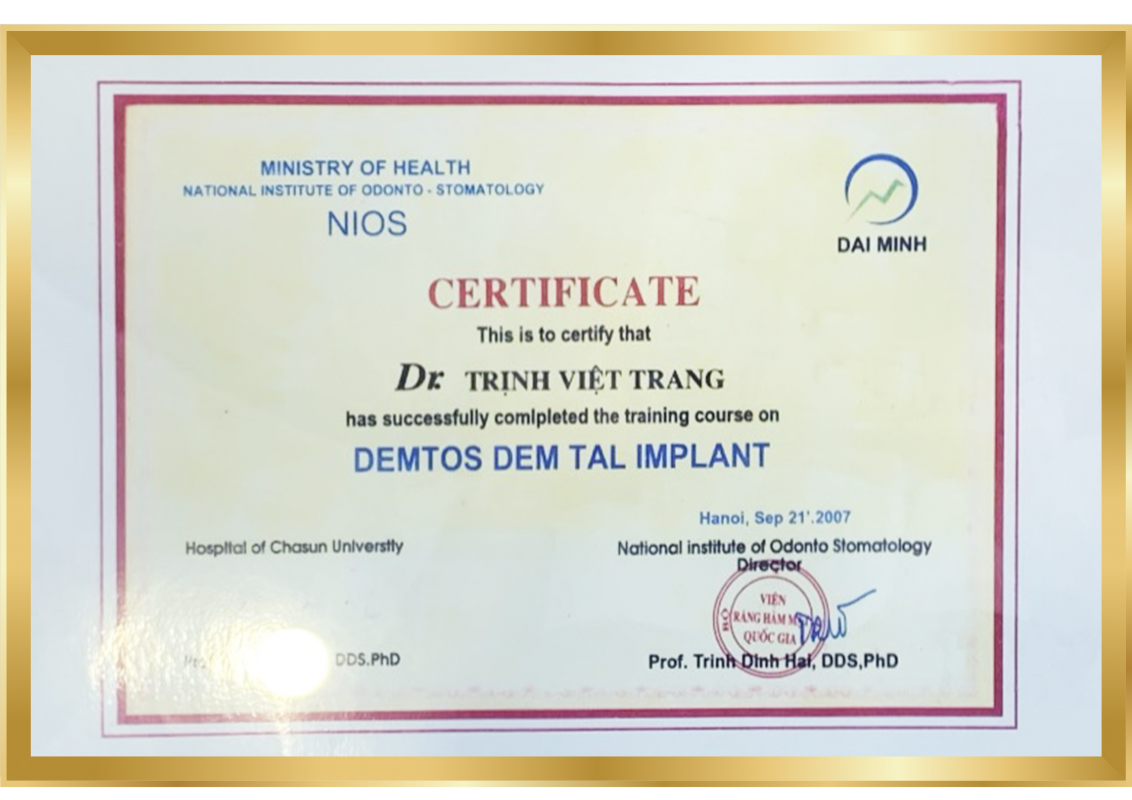 MINISTRY OF HEALTH
NATIONAL INSTITUTE OF ODONTO - STOMATOLOGY
NIOS
DAI MINH
CERTIFICATE
This is to certify that
Dr. TRỊNH VIỆT TRANG
has successfully comlpleted the training course on
DEMTOS DEM TAL IMPLANT
Hanoi, Sep 21'.2007
Hospital of Chasun Universtiy
National institute of Odonto Stomatology
Director
VIỆN
RĂNG HÀM
QUỐC GIA
BỘ
DDS.PhD
Prof. Trinh Dinh Hai, DDS,PhD